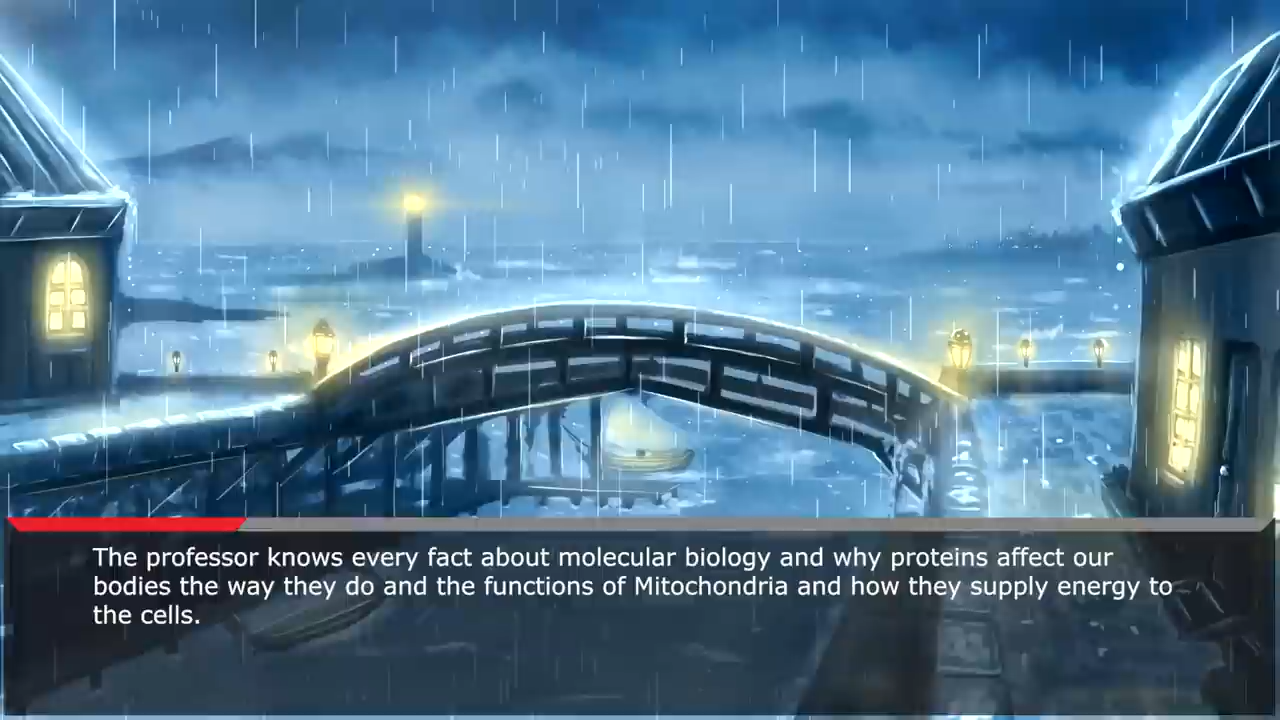 The professor knows every fact about molecular biology and why proteins affect our
bodies the way they do and the functions of Mitochondria and how they supply energy to
the cells.